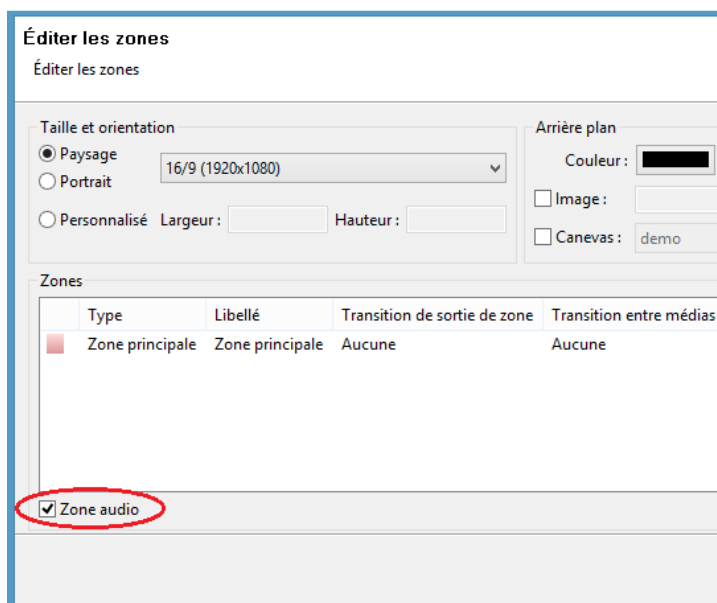 Éditer les zones
Éditer les zones
Taille et orientation
Paysage
16/9 (1920x1080)
Portrait
Personnalisé Largeur : Hauteur :
Arrière plan
Couleur :
Image :
Canevas : demo
Zones
Type Libellé Transition de sortie de zone Transition entre médias
Zone principale Zone principale Aucune Aucune
Zone audio